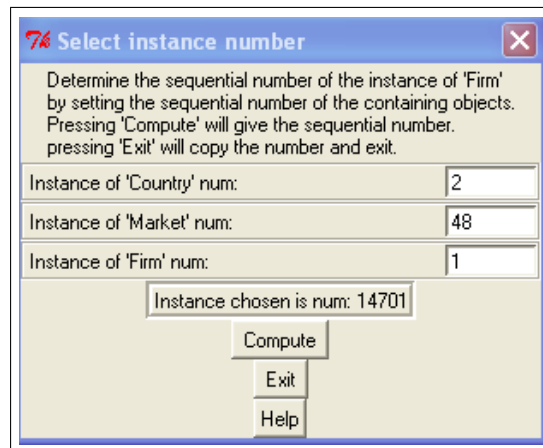 Select instance number
Determine the sequential number of the instance of 'Firm'
by setting the sequential number of the containing objects.
Pressing 'Compute' will give the sequential number.
pressing 'Exit' will copy the number and exit.
Instance of 'Country' num: 2
Instance of 'Market' num: 48
Instance of 'Firm' num: 1
Instance chosen is num: 14701
Compute
Exit
Help